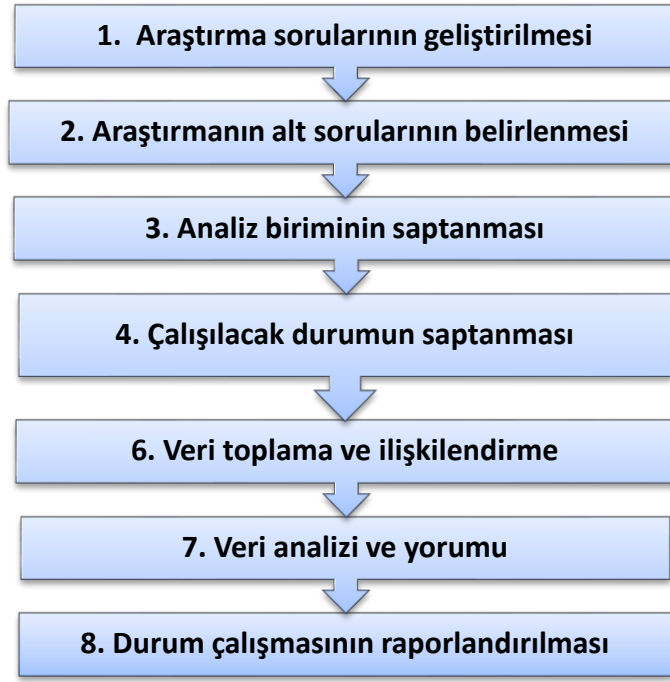 1. Araştırma sorularının geliştirilmesi
2. Araştırmanın alt sorularının belirlenmesi
3. Analiz biriminin saptanması
4. Çalışılacak durumun saptanması
6. Veri toplama ve ilişkilendirme
7. Veri analizi ve yorumu
8. Durum çalışmasının raporlandırılması